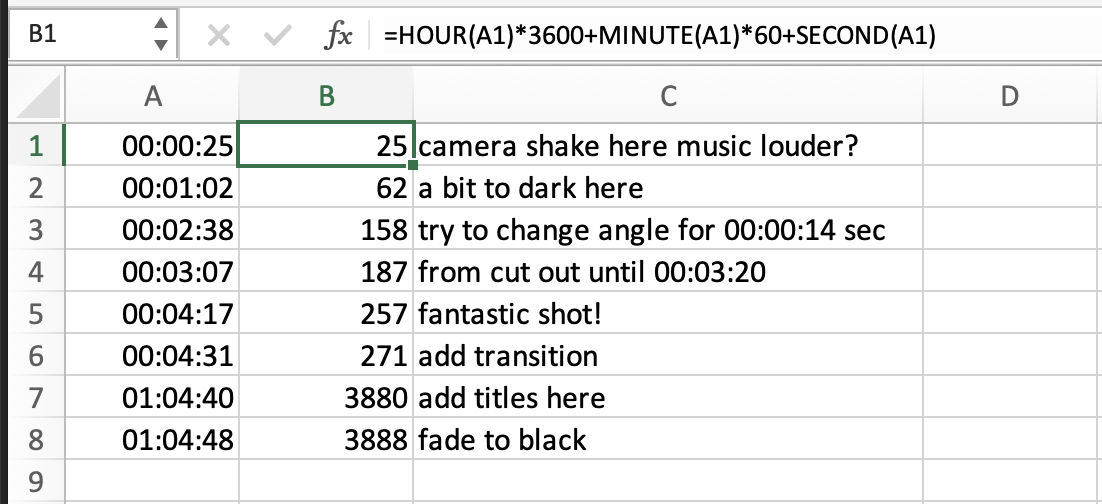 B1 fx =HOUR(A1)*3600+MINUTE(A1)*60+SECOND(A1)
A B C D
1 00:00:25 25 camera shake here music louder?
2 00:01:02 62 a bit to dark here
3 00:02:38 158 try to change angle for 00:00:14 sec
4 00:03:07 187 from cut out until 00:03:20
5 00:04:17 257 fantastic shot!
6 00:04:31 271 add transition
7 01:04:40 3880 add titles here
8 01:04:48 3888 fade to black
9